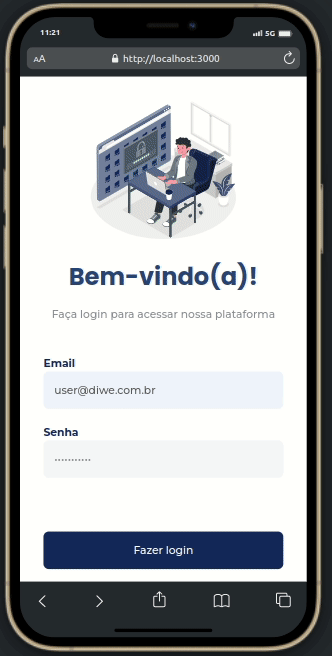 11:21
5G
AA
http://localhost:3000
Bem-vindo(a)!
Faça login para acessar nossa plataforma
Email
user@diwe.com.br
Senha
···········
Fazer login